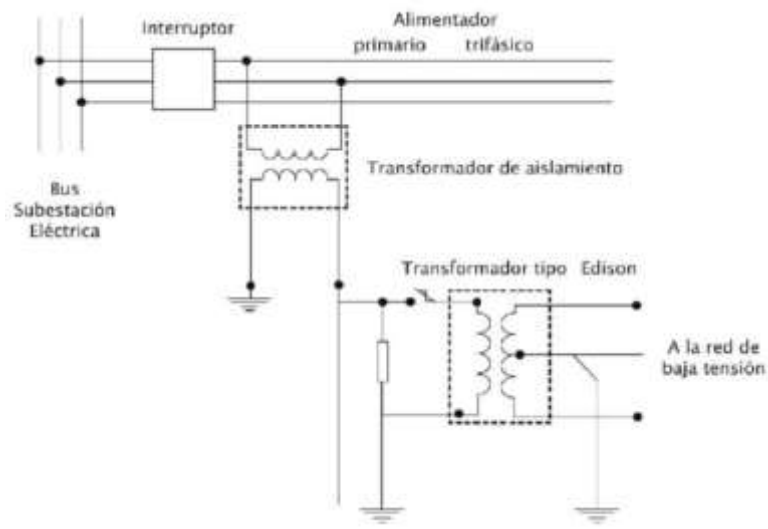 Interruptor
Alimentador
primario trifásico
Transformador de aislamiento
Bus
Subestación
Eléctrica
Transformador tipo Edison
A la red de
baja tensión